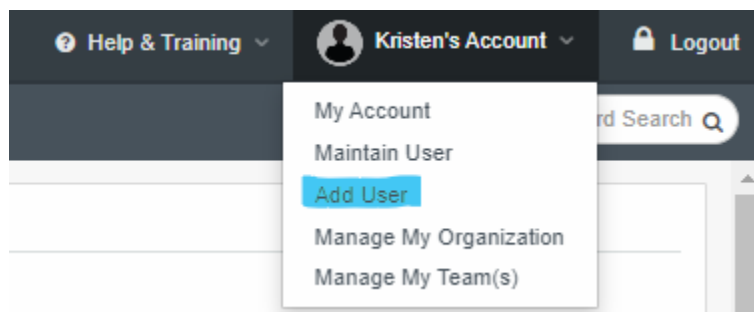 Help & Training
Kristen's Account
Logout
My Account
rd Search
Maintain User
Add User
Manage My Organization
Manage My Team(s)